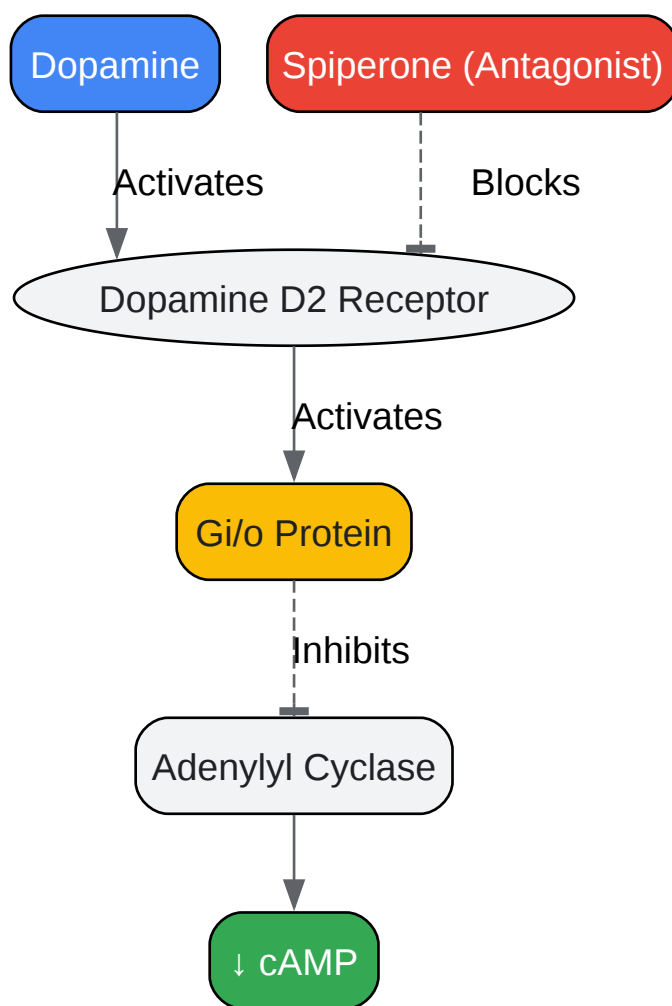 Dopamine
Spiperone (Antagonist)
Activates
Blocks
Dopamine D2 Receptor
Activates
Gi/o Protein
Inhibits
Adenylyl Cyclase
↓ cAMP